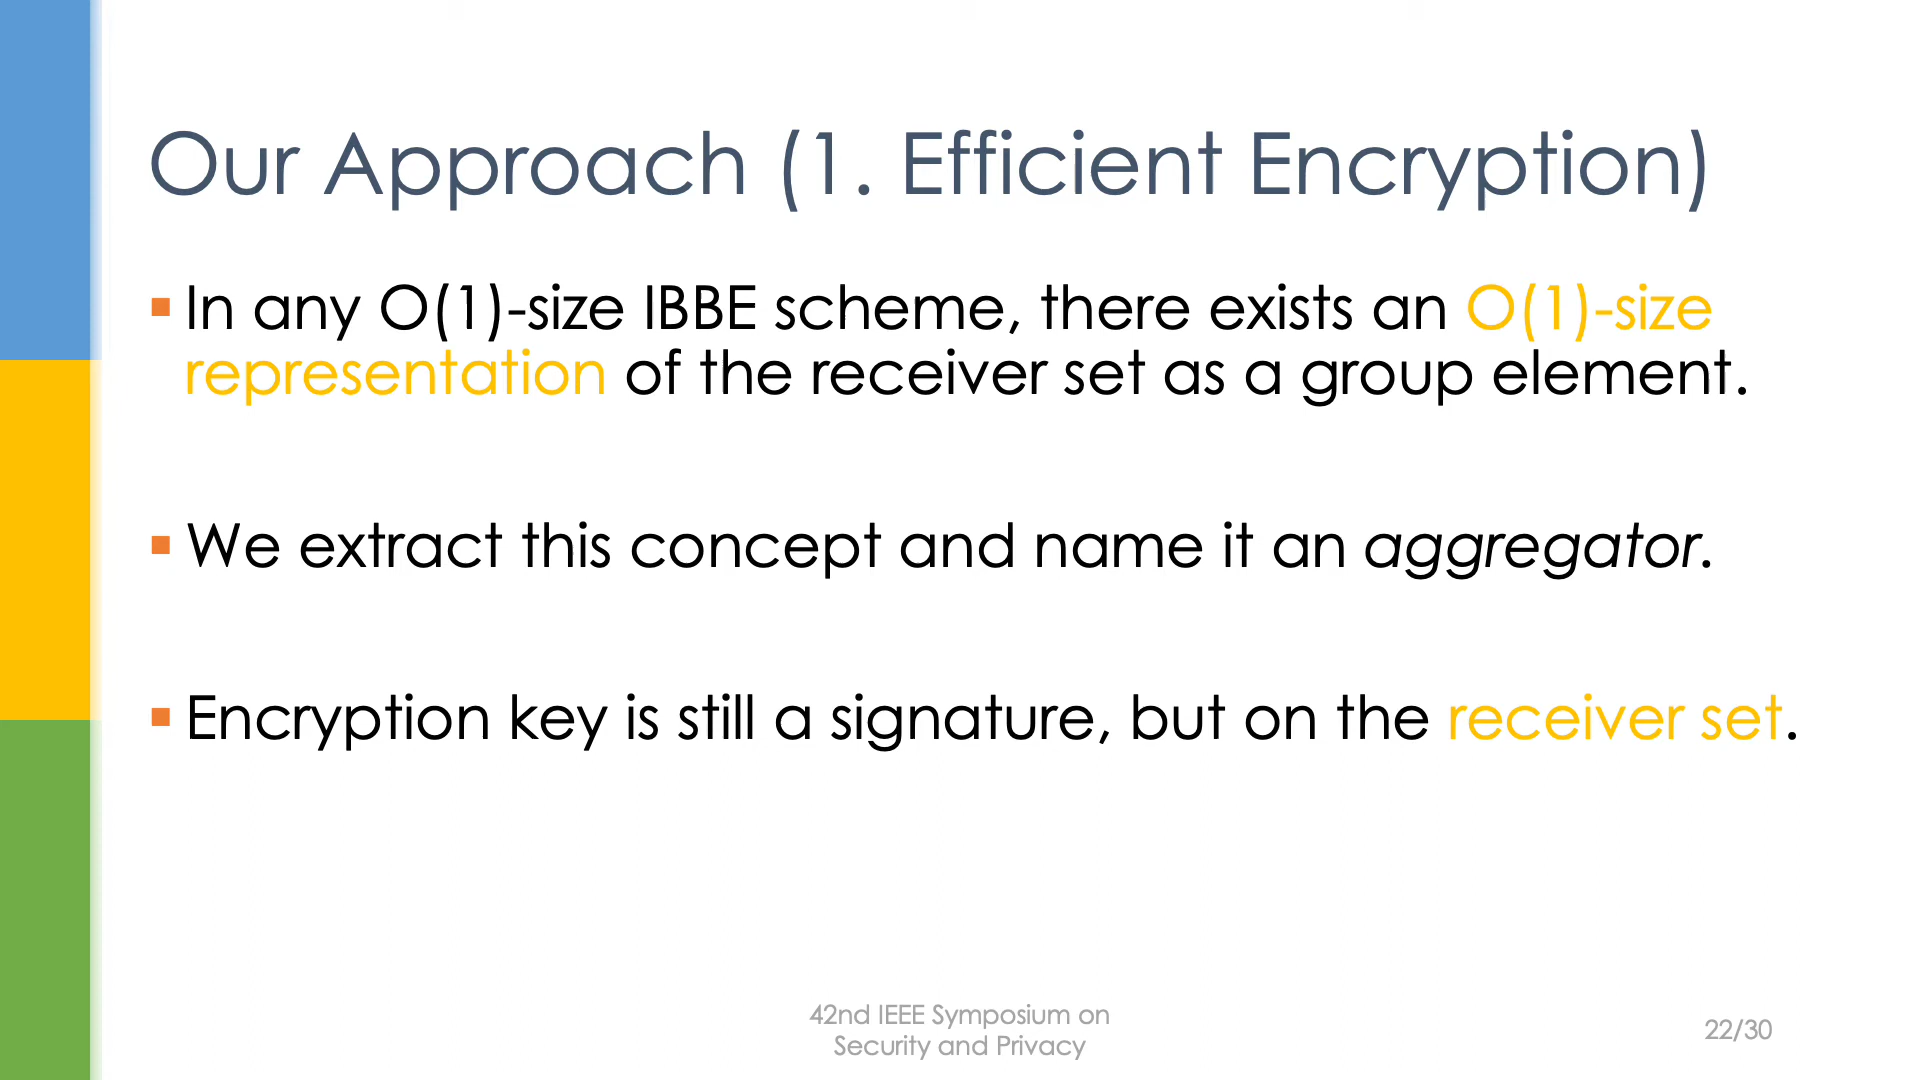 Our Approach (1. Efficient Encryption)
In any O(1)-size IBBE scheme, there exists an O(1)-size
representation of the receiver set as a group element.
We extract this concept and name it an aggregator.
Encryption key is still a signature, but on the receiver set.
42nd IEEE Symposium on
Security and Privacy
22/30